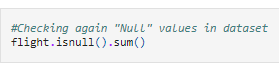 #Checking again "Null" values in dataset
flight.isnull().sum()